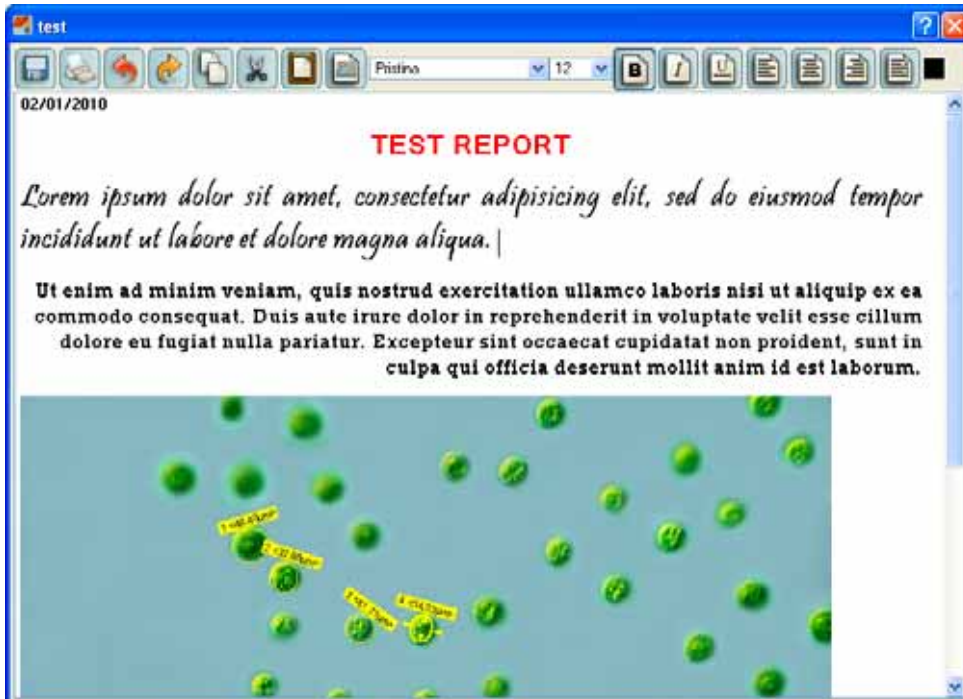 test
Pristina
12
B
I
U
02/01/2010
TEST REPORT
Lorem ipsum dolor sit amet, consectetur adipisicing elit, sed do eiusmod tempor
incididunt ut labore et dolore magna aliqua.
Ut enim ad minim veniam, quis nostrud exercitation ullamco laboris nisi ut aliquip ex ea
commodo consequat. Duis aute irure dolor in reprehenderit in voluptate velit esse cillum
dolore eu fugiat nulla pariatur. Excepteur sint occaecat cupidatat non proident, sunt in
culpa qui officia deserunt mollit anim id est laborum.